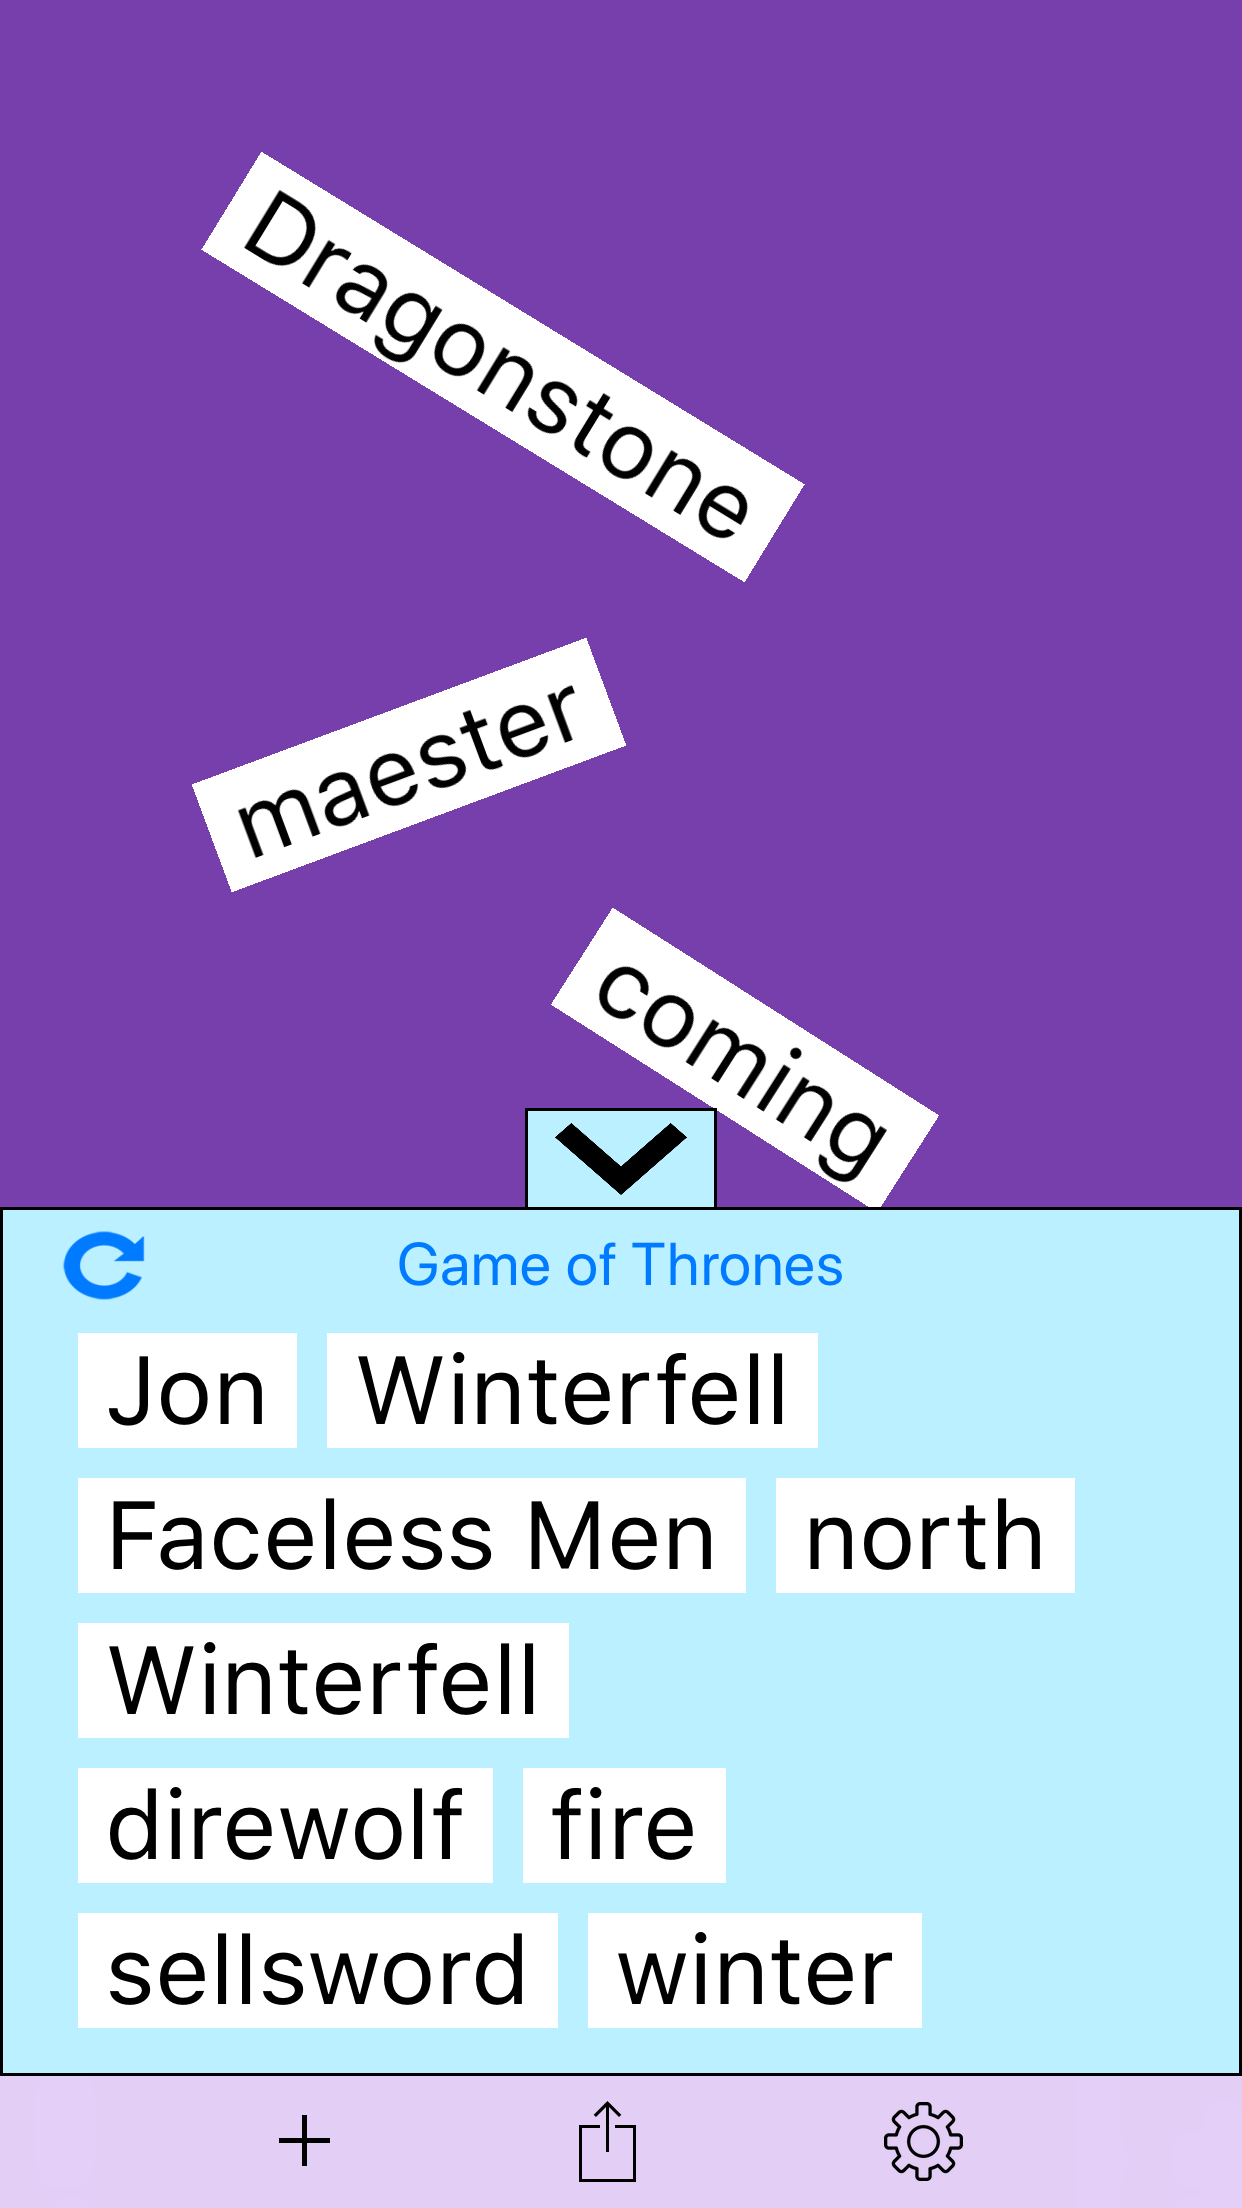 Dragonstone
maester
coming
Game of Thrones
Jon Winterfell
Faceless Men north
Winterfell
direwolf fire
sellsword winter